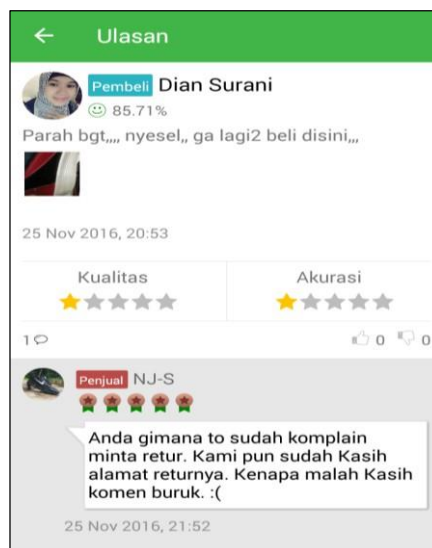 Ulasan
Pembeli Dian Surani
85.71%
Parah bgt,,,, nyesel,, ga lagi2 beli disini,,,
25 Nov 2016, 20:53
Kualitas Akurasi
1 0 0
Penjual NJ-S
Anda gimana to sudah komplain
minta retur. Kami pun sudah Kasih
alamat returnya. Kenapa malah Kasih
komen buruk. :(
25 Nov 2016, 21:52